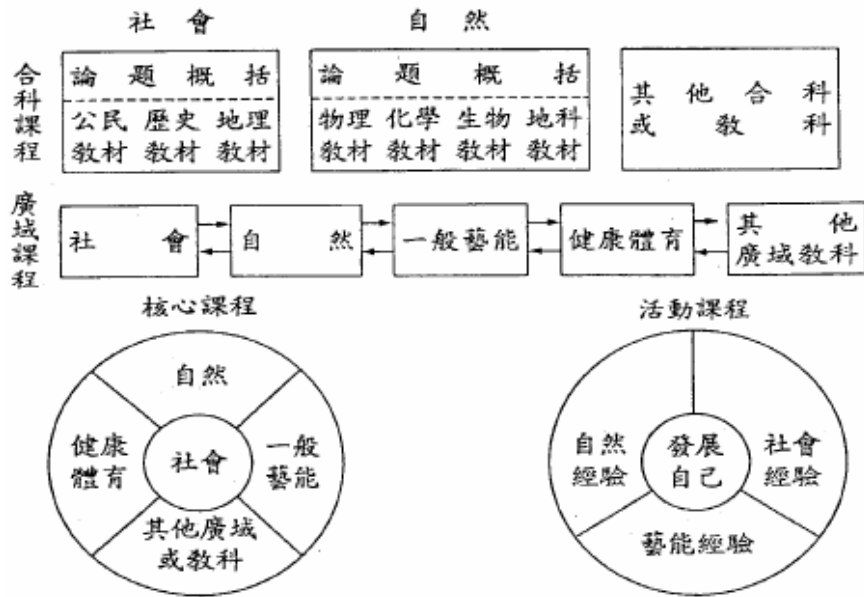 社會
自然
合科課程
論題概括
公民 歷史 地理
教材 教材 教材
論題概括
物理 化學 生物 地科
教材 教材 教材 教材
其他合科
或教科
廣域課程
社會
自然
一般藝能
健康體育
其他
廣域教科
核心課程
自然
健康
體育
社會
一般
藝能
其他廣域
或教科
活動課程
自然
經驗
發展
自己
社會
經驗
藝能經驗